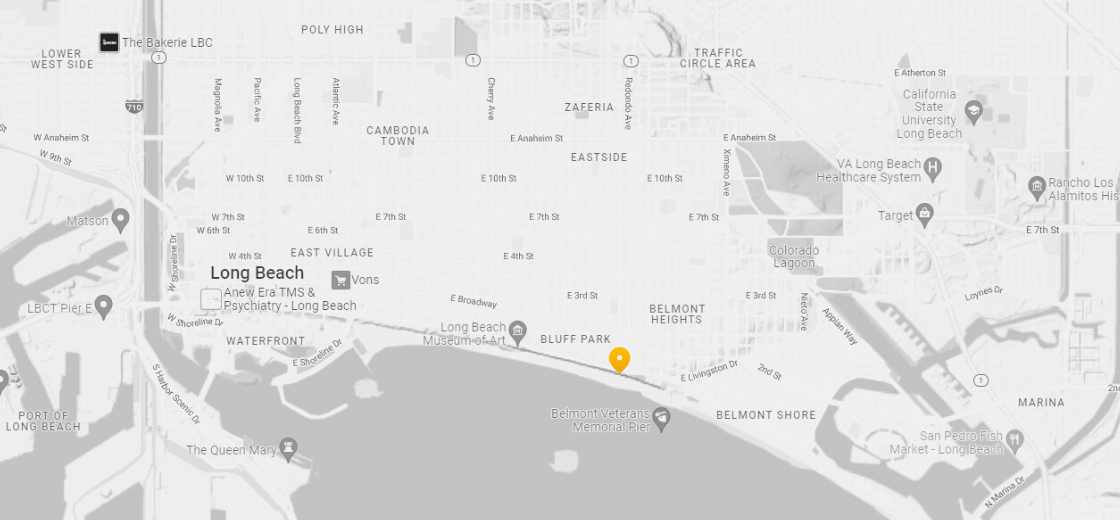 POLY HIGH
The Bakerie LBC
LOWER
WEST SIDE
1
1
1
TRAFFIC
CIRCLE AREA
E Atherton St
Magnolia Ave
Pacific Ave
Long Beach Blvd
Atlantic Ave
Cherry Ave
Redondo Ave
710
ZAFERIA
California
State
University
Long Beach
W Anaheim St
CAMBODIA
TOWN
E Anaheim St
E Anaheim St
W 9th St
EASTSIDE
Ximeno Ave
VA Long Beach
Healthcare System
W 10th St
E 10th St
E 10th St
E 10th St
Rancho Los
Alamitos His
Matson
W 7th St
E 7th St
E 7th St
E 7th St
Target
W 6th St
E 6th St
E 7th St
W Shoreline Dr
W 4th St
EAST VILLAGE
E 4th St
Colorado
Lagoon
Long Beach
Vons
Anew Era TMS &
Psychiatry - Long Beach
E Broadway
E 3rd St
E 3rd St
Nieto Ave
Loynes Dr
LBCT Pier E
BELMONT
HEIGHTS
Appian Way
W Shoreline Dr
WATERFRONT
Long Beach
Museum of Art
BLUFF PARK
E Shoreline Dr
E Livingston Dr
2nd St
S Harbor Scenic Dr
1
2nd
MARINA
PORT OF
LONG BEACH
Belmont Veterans
Memorial Pier
BELMONT SHORE
The Queen Mary
San Pedro Fish
Market - Long Beach
N Marina Dr